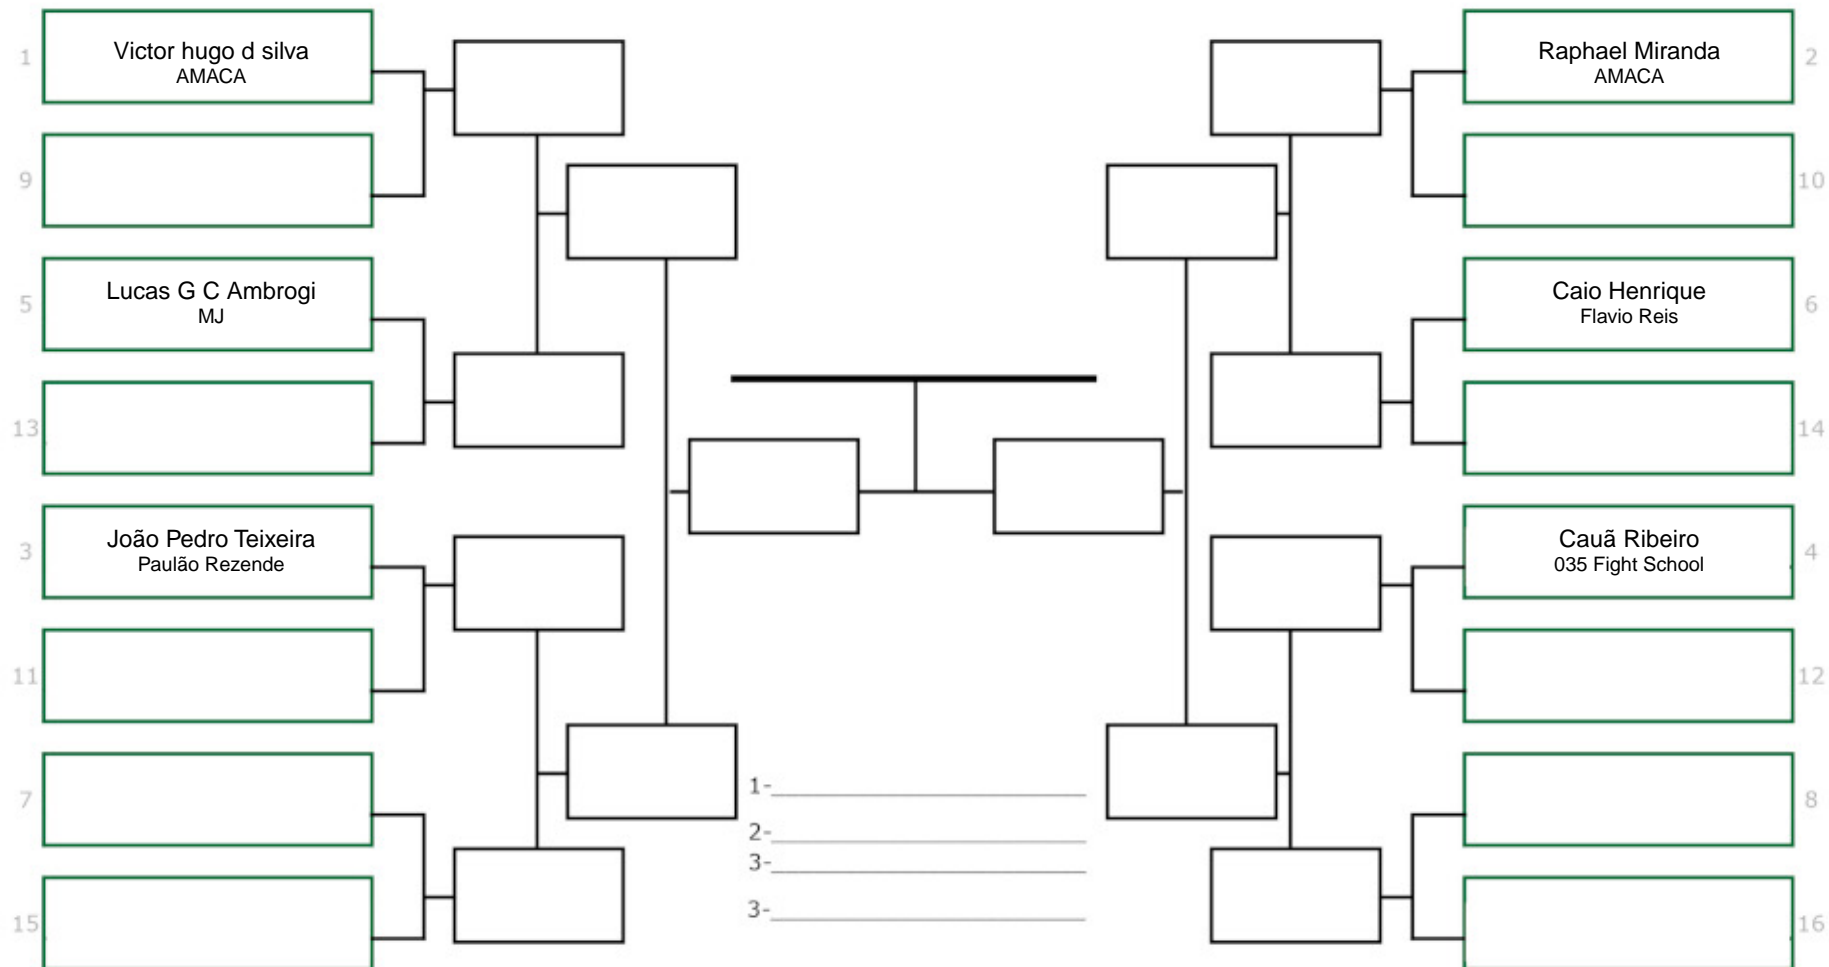 1
Victor hugo d silva
AMACA
9
5
Lucas G C Ambrogi
MJ
13
3
João Pedro Teixeira
Paulão Rezende
11
7
15
1-
2-
3-
3-
2
Raphael Miranda
AMACA
10
6
Caio Henrique
Flavio Reis
14
4
Cauã Ribeiro
035 Fight School
12
8
16